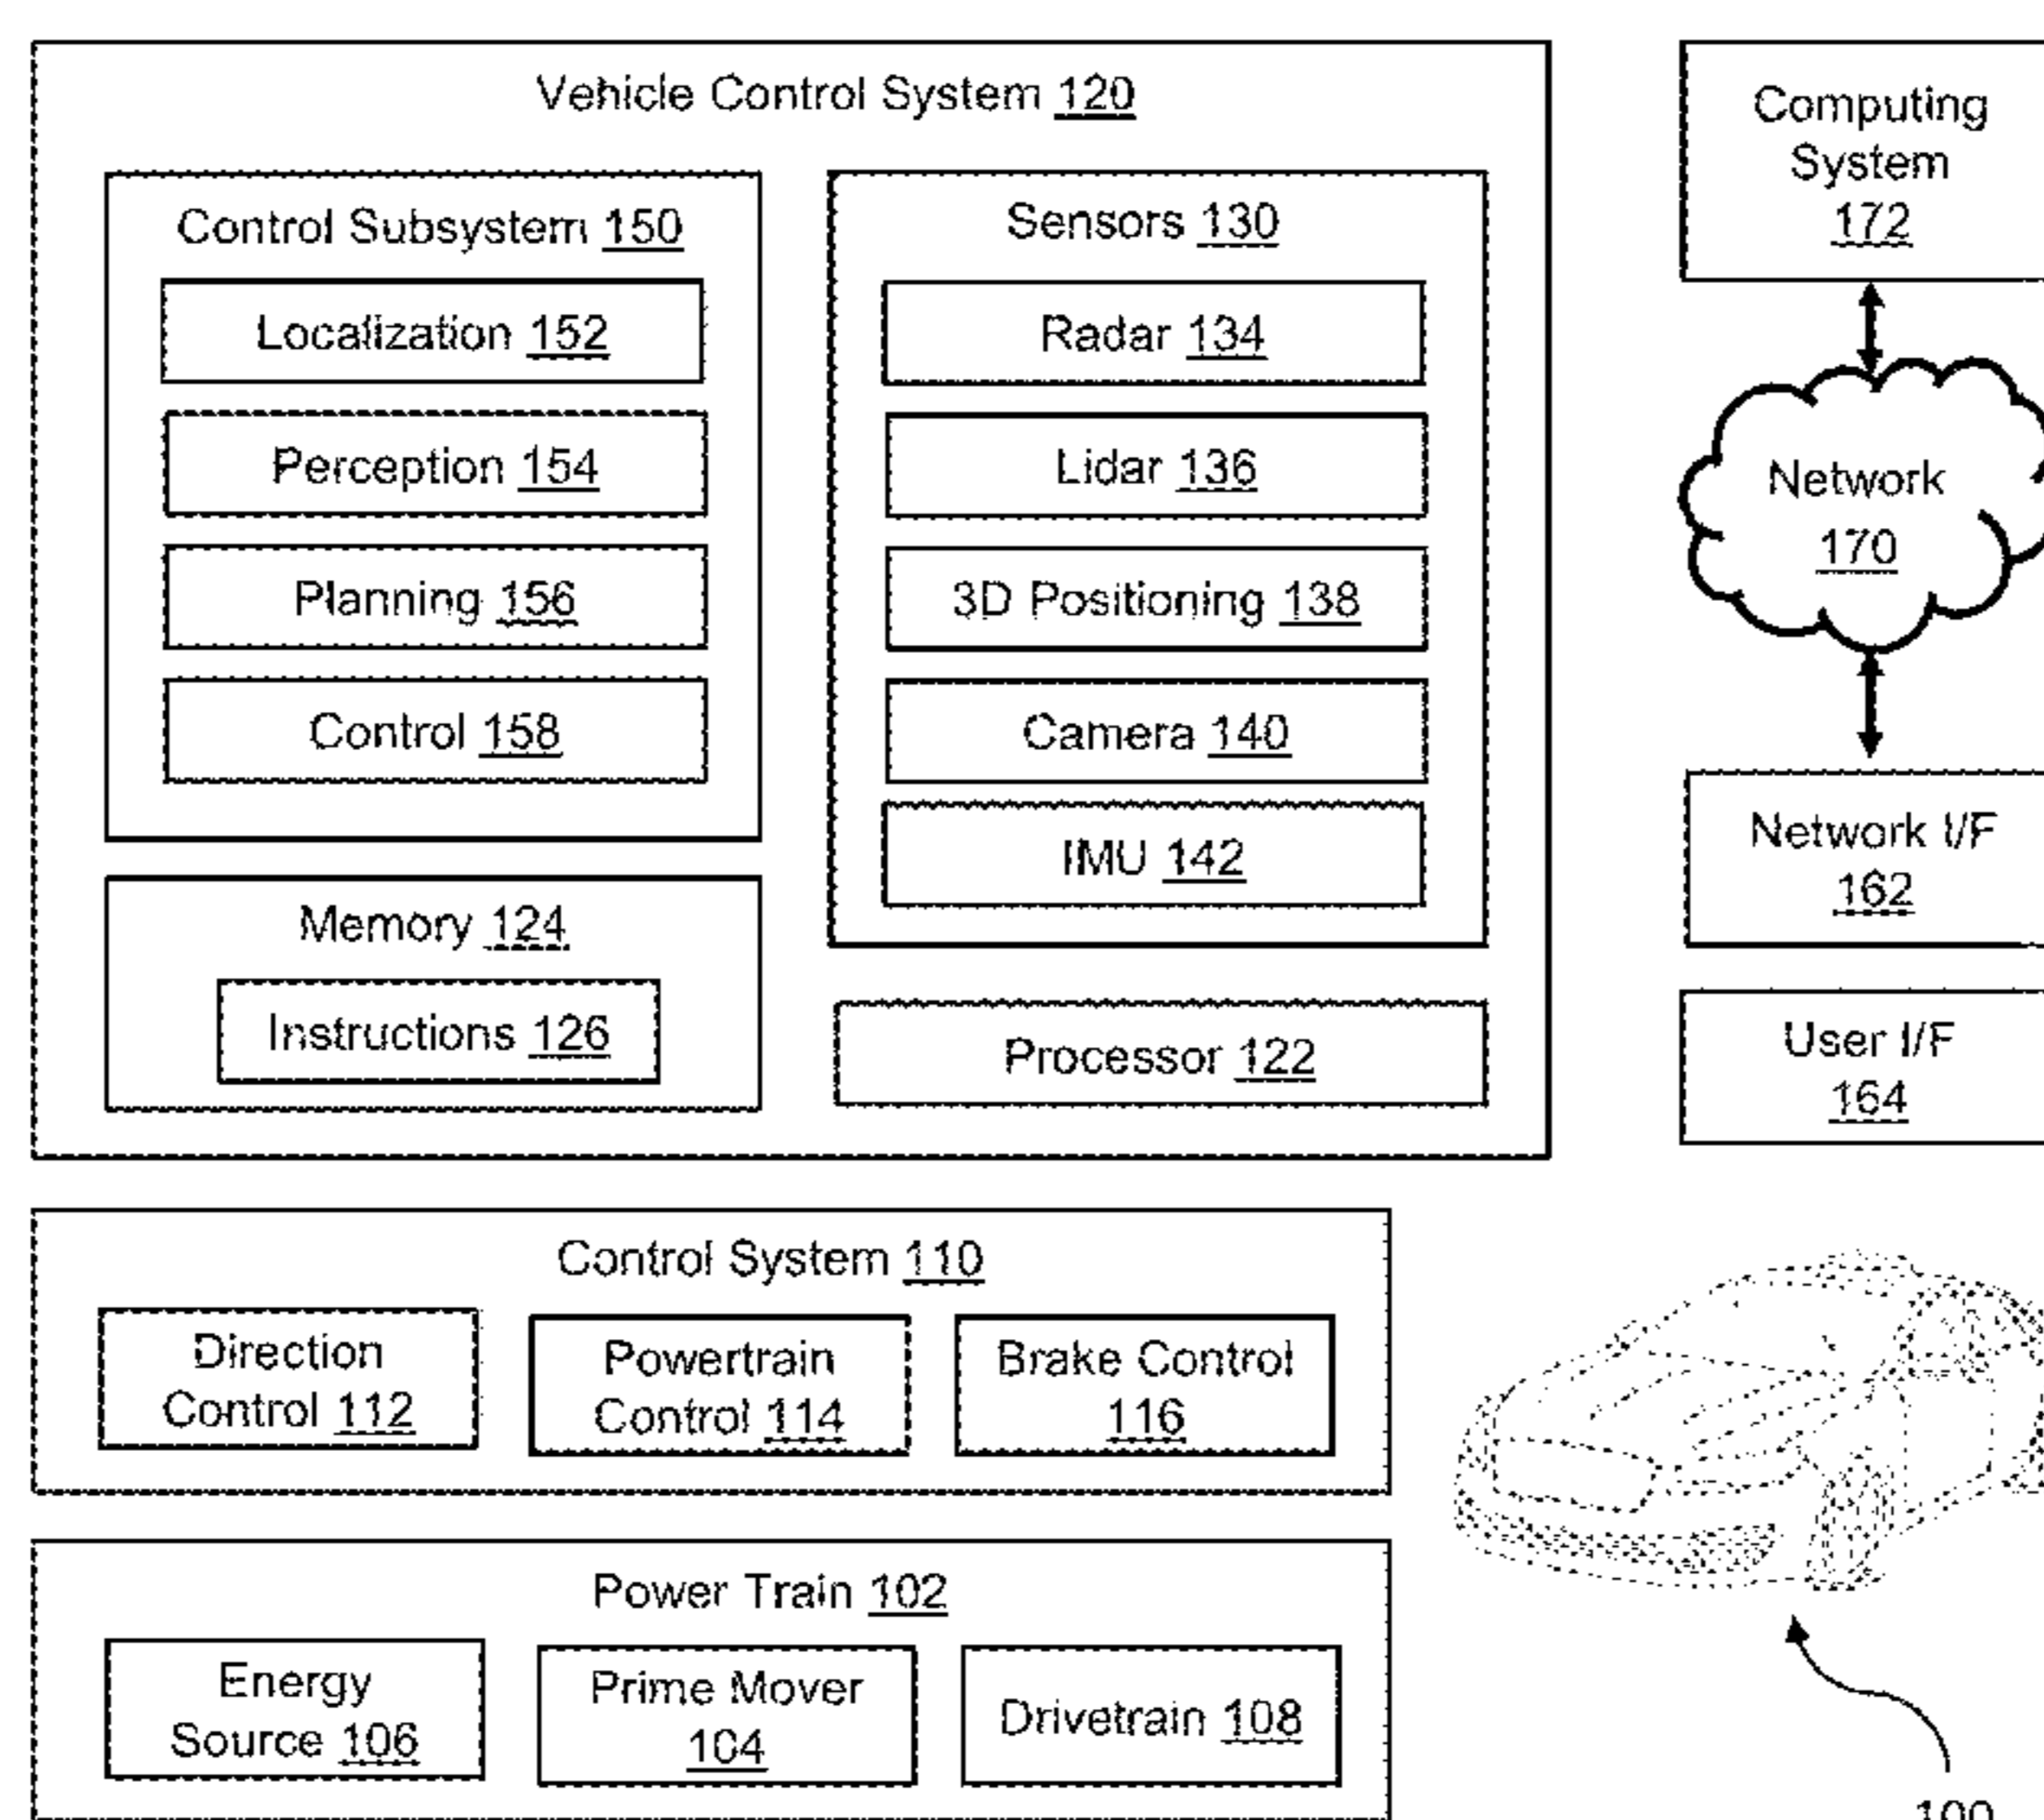 Vehicle Control System 120
Control Subsystem 150
Localization 152
Perception 154
Planning 156
Control 158
Memory 124
Instructions 126
Sensors 130
Radar 134
Lidar 136
3D Positioning 138
Camera 140
IMU 142
Processor 122
Computing
System
172
Network
170
Network I/F
162
User I/F
164
Control System 110
Direction
Control 112
Powertrain
Control 114
Brake Control
116
Power Train 102
Energy
Source 106
Prime Mover
104
Drivetrain 108
100